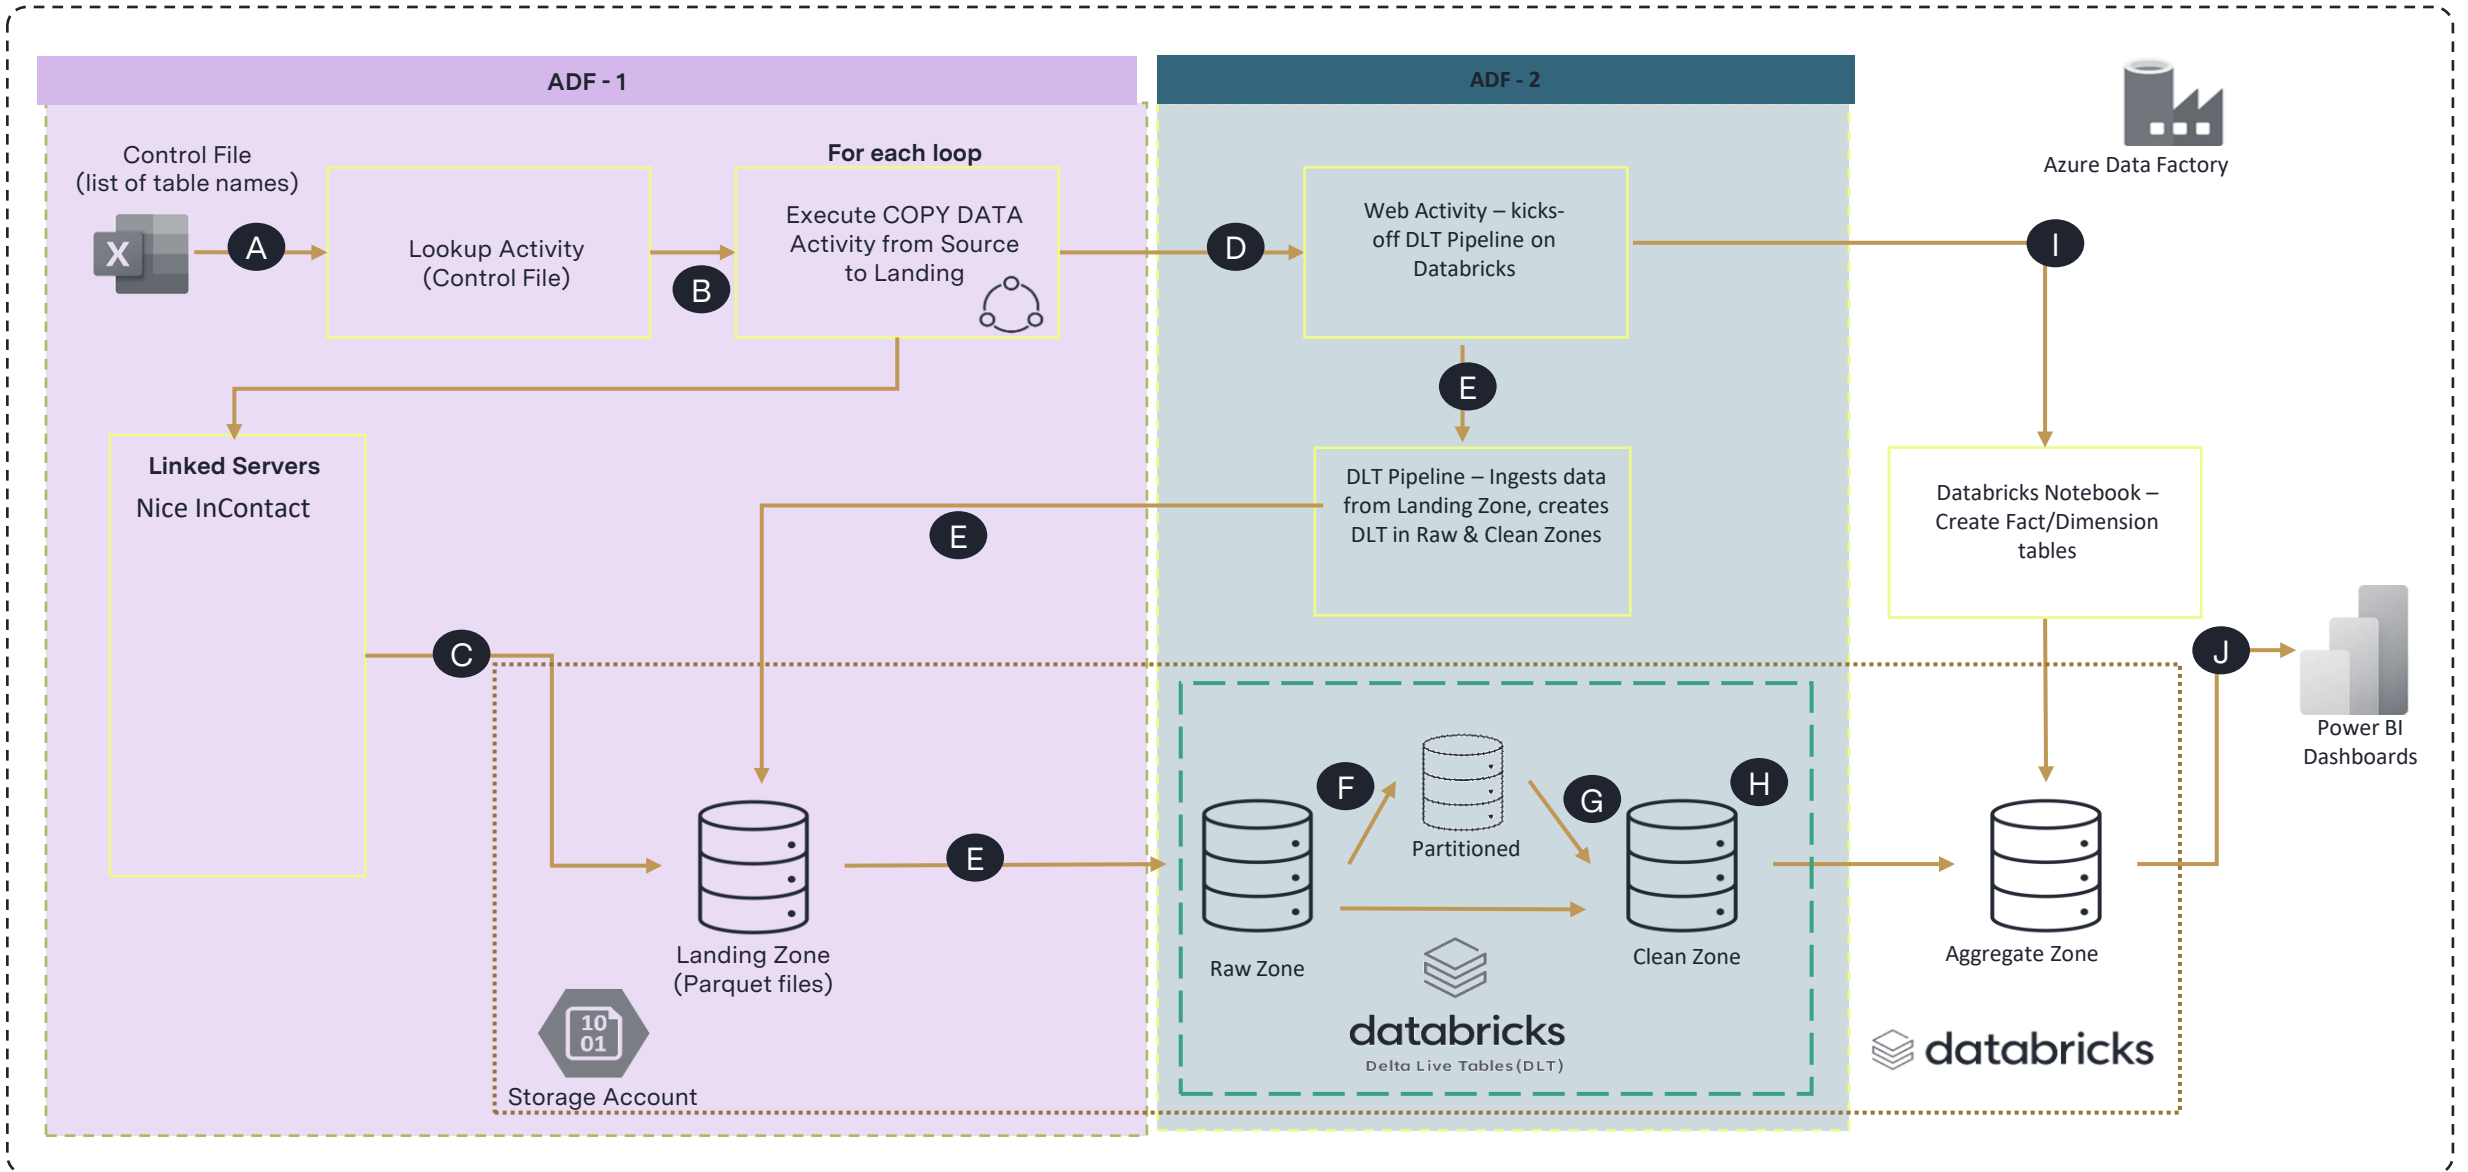 ADF - 1
ADF - 2
Control File
(list of table names)
X
A
Lookup Activity
(Control File)
B
For each loop
Execute COPY DATA
Activity from Source
to Landing
D
Web Activity – kicks-
off DLT Pipeline on
Databricks
I
Azure Data Factory
E
Linked Servers
Nice InContact
DLT Pipeline – Ingests data
from Landing Zone, creates
DLT in Raw & Clean Zones
E
Databricks Notebook –
Create Fact/Dimension
tables
C
J
Power BI
Dashboards
Landing Zone
(Parquet files)
E
F
Partitioned
G
H
Raw Zone
Clean Zone
Aggregate Zone
databricks
Delta Live Tables (DLT)
databricks
10
01
Storage Account